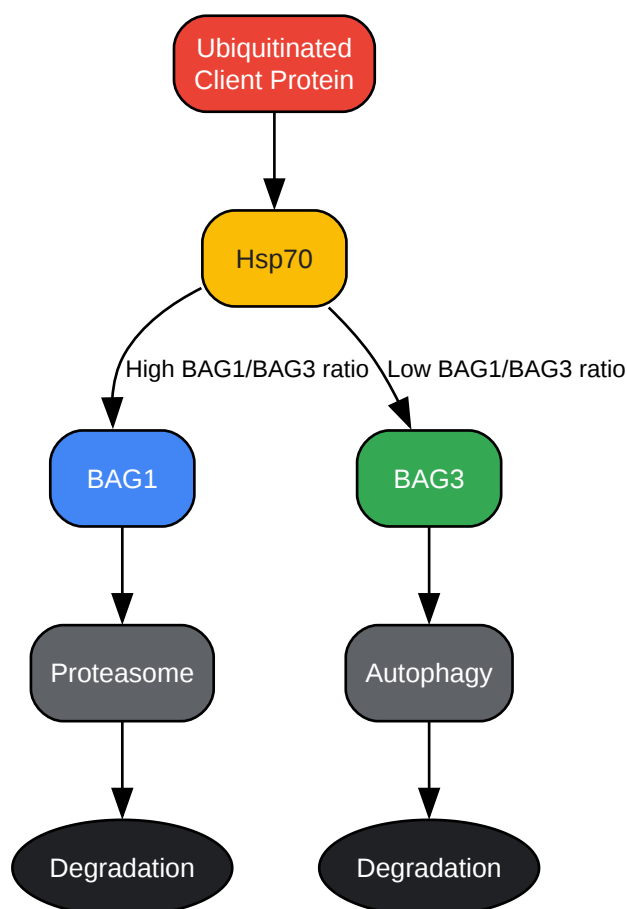 Ubiquitinated
Client Protein
Hsp70
High BAG1/BAG3 ratio
Low BAG1/BAG3 ratio
BAG1
BAG3
Proteasome
Autophagy
Degradation
Degradation